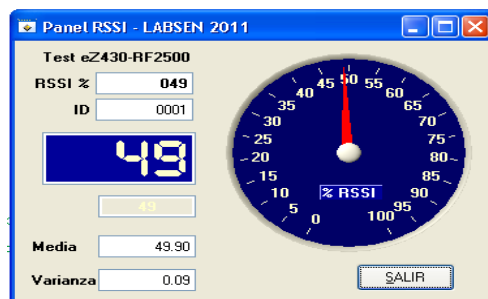 Panel RSSI - LABSEN 2011
Test eZ430-RF2500
RSSI % 049
ID 0001
49
49
Media 49.90
Varianza 0.09
0 5 10 15 20 25 30 35 40 45 50 55 60 65 70 75 80 85 90 95 100
% RSSI
SALIR